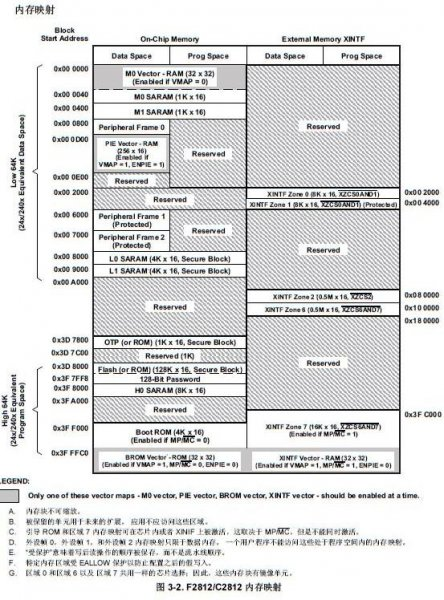 内存映射
Block
Start Address
On-Chip Memory
External Memory XINTF
Data Space
Prog Space
Data Space
Prog Space
0x00 0000
M0 Vector - RAM (32 x 32)
(Enabled if VMAP = 0)
0x00 0040
M0 SARAM (1K x 16)
0x00 0400
M1 SARAM (1K x 16)
0x00 0800
Peripheral Frame 0
0x00 0D00
PIE Vector - RAM
(256 x 16)
(Enabled if
VMAP = 1, ENPIE = 1)
Reserved
Reserved
0x00 0E00
Reserved
0x00 2000
Reserved
XINTF Zone 0 (8K x 16, XZCS0AND1)
0x00 2000
XINTF Zone 1 (8K x 16, XZCS0AND1) (Protected)
0x00 4000
0x00 6000
Peripheral Frame 1
(Protected)
0x00 7000
Peripheral Frame 2
(Protected)
Reserved
Reserved
0x00 8000
L0 SARAM (4K x 16, Secure Block)
0x00 9000
L1 SARAM (4K x 16, Secure Block)
0x00 A000
Low 64K
(24x/240x Equivalent Data Space)
Reserved
XINTF Zone 2 (0.5M x 16, XZCS2)
0x08 0000
XINTF Zone 6 (0.5M x 16, XZCS6AND7)
0x10 0000
0x18 0000
0x3D 7800
OTP (or ROM) (1K x 16, Secure Block)
0x3D 7C00
Reserved (1K)
0x3D 8000
Flash (or ROM) (128K x 16, Secure Block)
0x3F 7FF8
128-Bit Password
0x3F 8000
H0 SARAM (8K x 16)
0x3F A000
Reserved
Reserved
0x3F C000
0x3F F000
Boot ROM (4K x 16)
(Enabled if MP/MC = 0)
XINTF Zone 7 (16K x 16, XZCS6AND7)
(Enabled if MP/MC = 1)
0x3F FFC0
BROM Vector - ROM (32 x 32)
(Enabled if VMAP = 1, MP/MC = 0, ENPIE = 0)
XINTF Vector - RAM (32 x 32)
(Enabled if VMAP = 1, MP/MC = 1, ENPIE = 0)
High 64K
(24x/240x Equivalent
Program Space)
LEGEND:
Only one of these vector maps - M0 vector, PIE vector, BROM vector, XINTF vector - should be enabled at a time.
A. 内存块不可缩放。
B. 被保留的单元用于未来的扩展。 应用不应访问这些区域。
C. 引导 ROM 和区域 7 内存映射可在芯片内或者 XINIF 上被激活，这取决于 MP/MC，但是不能同时激活。
D. 外设帧 0，外设帧 1，和外设帧 2 内存映射只限于数据内存。 一个用户程序不能访问这些处于程序空间内的内存映射。
E. “受保护”意味着写后读操作的顺序被保存，而不是流水线顺序。
F. 特定内存区域受 EALLOW 保护以防止配置之后的假写入。
G. 区域 0 和区域 6 以及区域 7 共用一样的芯片选择；因此，这些内存块有镜像单元。
图 3-2. F2812/C2812 内存映射